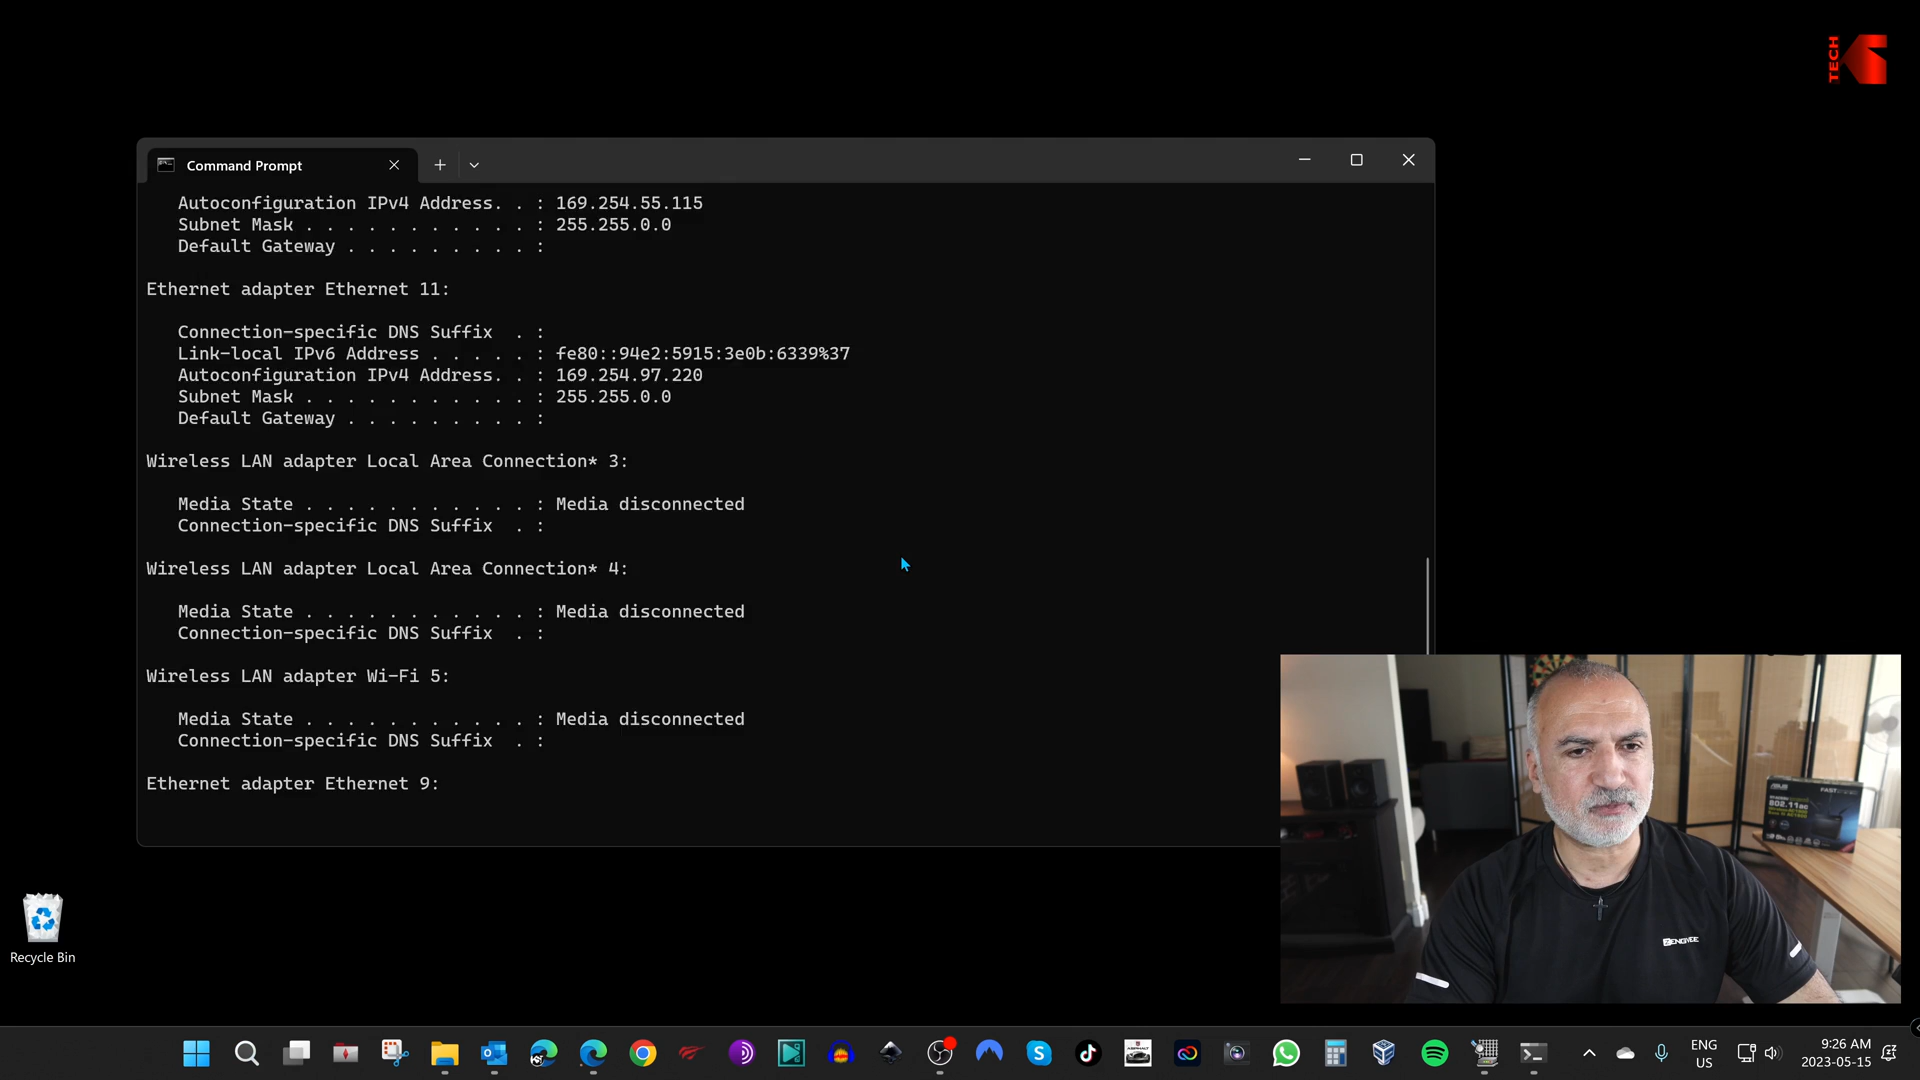 TECH
Command Prompt
Autoconfiguration IPv4 Address. . : 169.254.55.115
Subnet Mask . . . . . . . . . . . : 255.255.0.0
Default Gateway . . . . . . . . . :
Ethernet adapter Ethernet 11:
Connection-specific DNS Suffix  . :
Link-local IPv6 Address . . . . . : fe80::94e2:5915:3e0b:6339%37
Autoconfiguration IPv4 Address. . : 169.254.97.220
Subnet Mask . . . . . . . . . . . : 255.255.0.0
Default Gateway . . . . . . . . . :
Wireless LAN adapter Local Area Connection* 3:
Media State . . . . . . . . . . . : Media disconnected
Connection-specific DNS Suffix  . :
Wireless LAN adapter Local Area Connection* 4:
Media State . . . . . . . . . . . : Media disconnected
Connection-specific DNS Suffix  . :
Wireless LAN adapter Wi-Fi 5:
Media State . . . . . . . . . . . : Media disconnected
Connection-specific DNS Suffix  . :
Ethernet adapter Ethernet 9:
ASUS
FAST
802.11ac
Recycle Bin
ENG
US
9:26 AM
2023-05-15